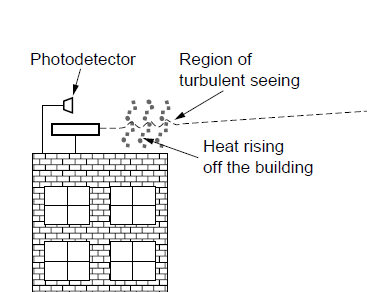 Photodetector
Region of
turbulent seeing
Heat rising
off the building